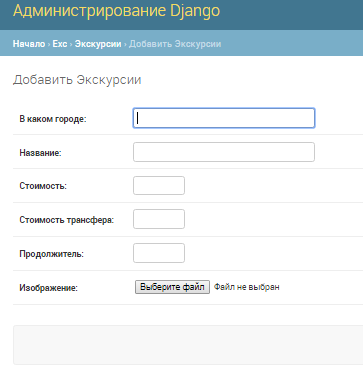 Администрирование Django
Начало › Exc › Экскурсии › Добавить Экскурсии
Добавить Экскурсии
В каком городе:
Название:
Стоимость:
Стоимость трансфера:
Продолжитель:
Изображение: Выберите файл Файл не выбран